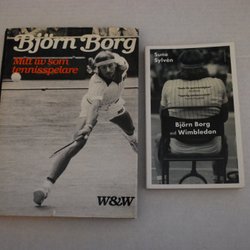 Björn Borg
Mitt liv som
tennisspelare
W&W
Sune
Sylvén
Björn Borg
och Wimbledon